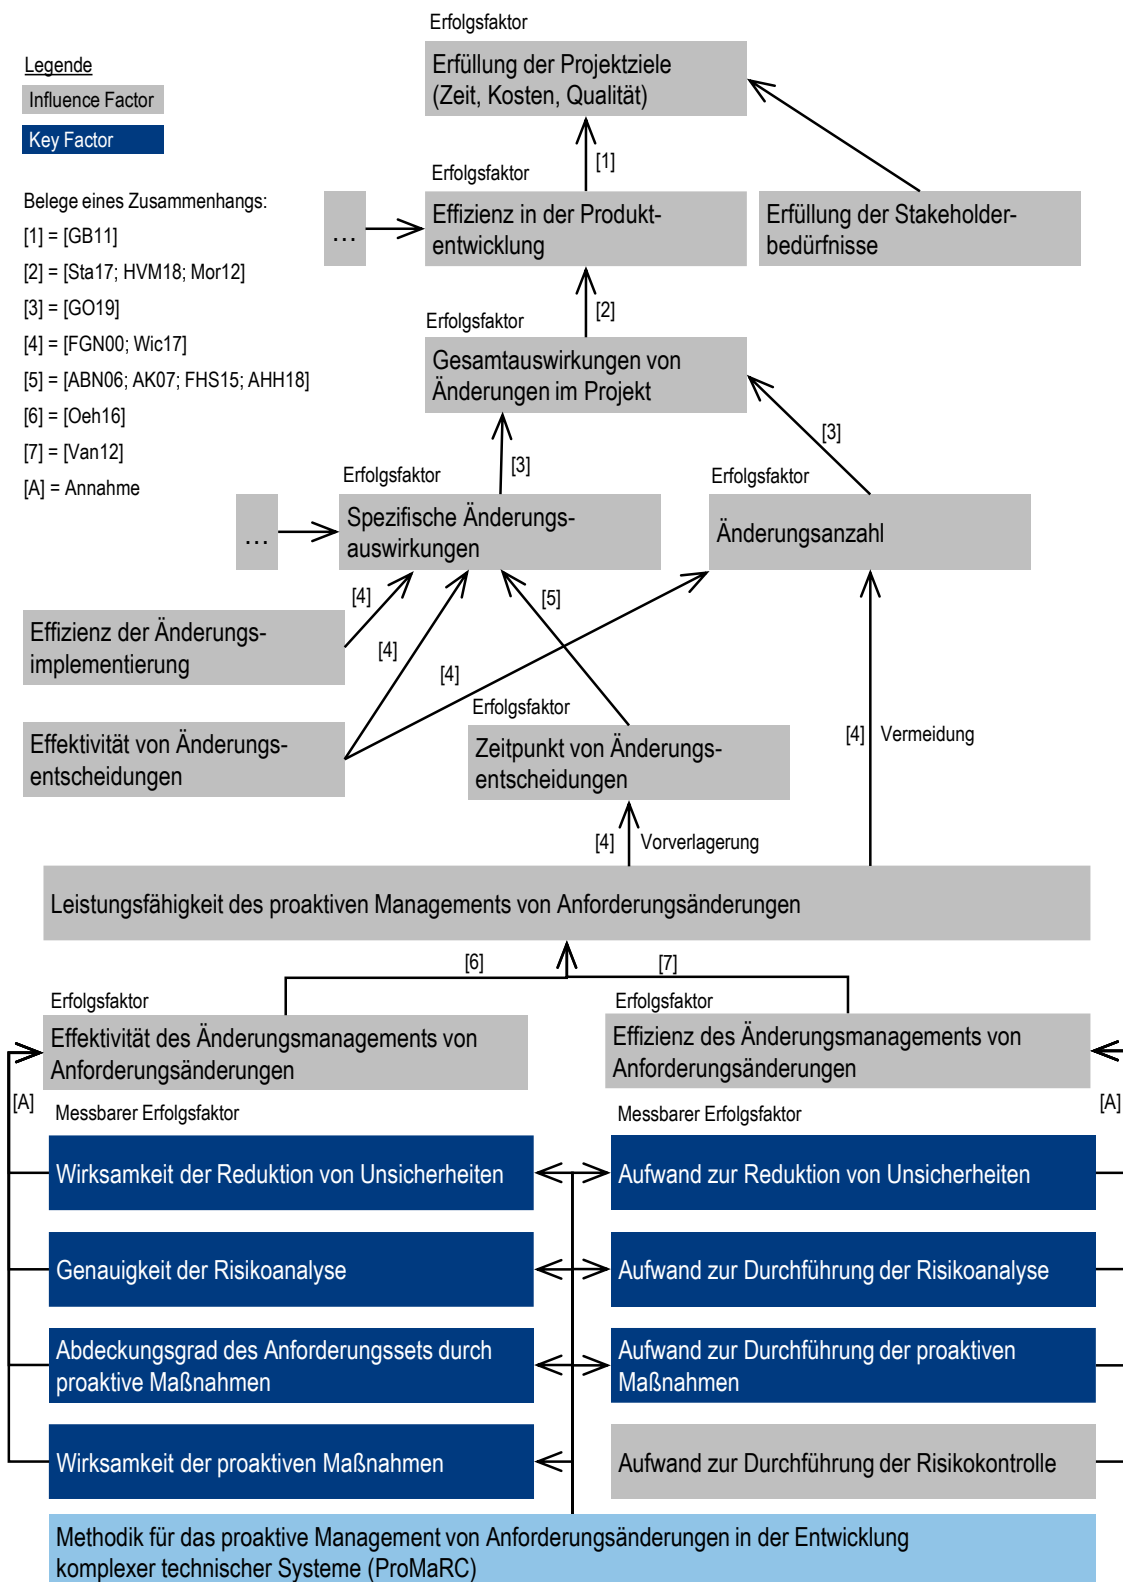 Erfolgsfaktor
Erfüllung der Projektziele
(Zeit, Kosten, Qualität)
Legende
Influence Factor
Key Factor
[1]
Erfolgsfaktor
Belege eines Zusammenhangs:
[1] = [GB11]
[2] = [Sta17; HVM18; Mor12]
[3] = [GO19]
[4] = [FGN00; Wic17]
[5] = [ABN06; AK07; FHS15; AHH18]
[6] = [Oeh16]
[7] = [Van12]
[A] = Annahme
...
Effizienz in der Produkt-
entwicklung
Erfüllung der Stakeholder-
bedürfnisse
[2]
Erfolgsfaktor
Gesamtauswirkungen von
Änderungen im Projekt
[3]
[3]
Erfolgsfaktor
Erfolgsfaktor
...
Spezifische Änderungs-
auswirkungen
Änderungsanzahl
[4]
[5]
Effizienz der Änderungs-
implementierung
[4]
[4]
Erfolgsfaktor
Effektivität von Änderungs-
entscheidungen
Zeitpunkt von Änderungs-
entscheidungen
[4] Vermeidung
[4] Vorverlagerung
Leistungsfähigkeit des proaktiven Managements von Anforderungsänderungen
[6]
[7]
Erfolgsfaktor
Erfolgsfaktor
Effektivität des Änderungsmanagements von
Anforderungsänderungen
Effizienz des Änderungsmanagements von
Anforderungsänderungen
[A]
[A]
Messbarer Erfolgsfaktor
Messbarer Erfolgsfaktor
Wirksamkeit der Reduktion von Unsicherheiten
Aufwand zur Reduktion von Unsicherheiten
Genauigkeit der Risikoanalyse
Aufwand zur Durchführung der Risikoanalyse
Abdeckungsgrad des Anforderungssets durch
proaktive Maßnahmen
Aufwand zur Durchführung der proaktiven
Maßnahmen
Wirksamkeit der proaktiven Maßnahmen
Aufwand zur Durchführung der Risikokontrolle
Methodik für das proaktive Management von Anforderungsänderungen in der Entwicklung
komplexer technischer Systeme (ProMaRC)